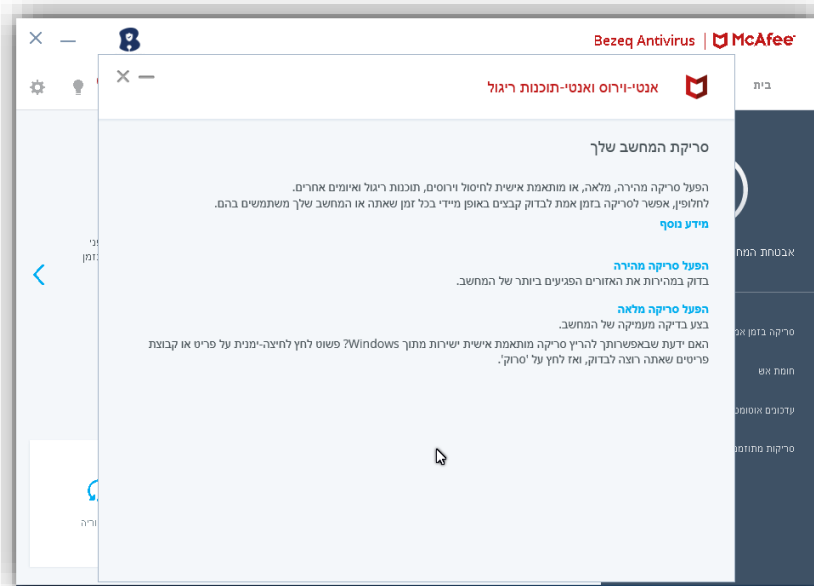 Bezeq Antivirus | McAfee
בית
אנטי-וירוס ואנטי-תוכנות ריגול
סריקת המחשב שלך
הפעל סריקה מהירה, מלאה, או מותאמת אישית לחיסול וירוסים, תוכנות ריגול ואיומים אחרים.
לחלופין, אפשר לסריקה בזמן אמת לבדוק קבצים באופן מיידי בכל זמן שאתה או המחשב שלך משתמשים בהם.
מידע נוסף
הפעל סריקה מהירה
בדוק במהירות את האזורים הפגיעים ביותר של המחשב.
הפעל סריקה מלאה
בצע בדיקה מעמיקה של המחשב.
האם ידעת שבאפשרותך להריץ סריקה מותאמת אישית ישירות מתוך Windows? פשוט לחץ לחיצה-ימנית על פריט או קבוצת
פריטים שאתה רוצה לבדוק, ואז לחץ על 'סרוק'.
אבטחת המח
סריקה בזמן אמ
חומת אש
עדכונים אוטומט
סריקות מתוזמנ